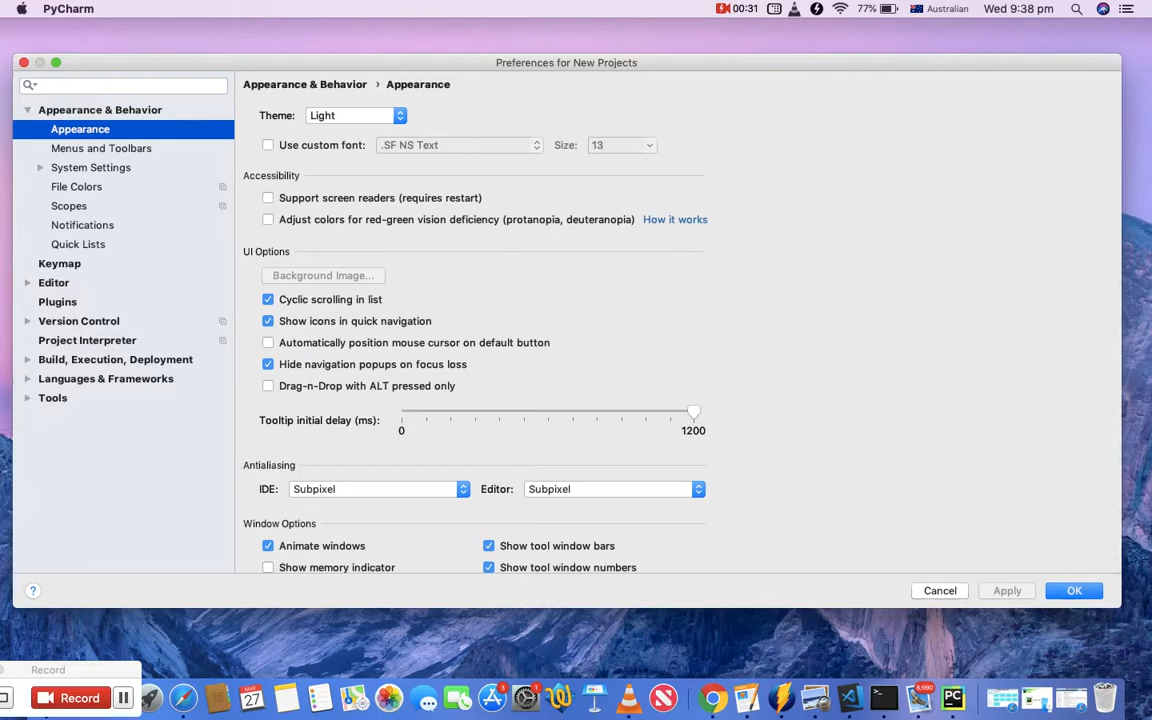 PyCharm 00:31 77% Australian Wed 9:38 pm
Preferences for New Projects
Appearance & Behavior › Appearance
Appearance & Behavior
Appearance
Menus and Toolbars
System Settings
File Colors
Scopes
Notifications
Quick Lists
Keymap
Editor
Plugins
Version Control
Project Interpreter
Build, Execution, Deployment
Languages & Frameworks
Tools
Theme: Light
Use custom font: .SF NS Text Size: 13
Accessibility
Support screen readers (requires restart)
Adjust colors for red-green vision deficiency (protanopia, deuteranopia) How it works
UI Options
Background Image...
Cyclic scrolling in list
Show icons in quick navigation
Automatically position mouse cursor on default button
Hide navigation popups on focus loss
Drag-n-Drop with ALT pressed only
Tooltip initial delay (ms):
0 1200
Antialiasing
IDE: Subpixel Editor: Subpixel
Window Options
Animate windows Show tool window bars
Show memory indicator Show tool window numbers
? Cancel Apply OK
Record
Record
MAR
27
3
1
8,690
PC